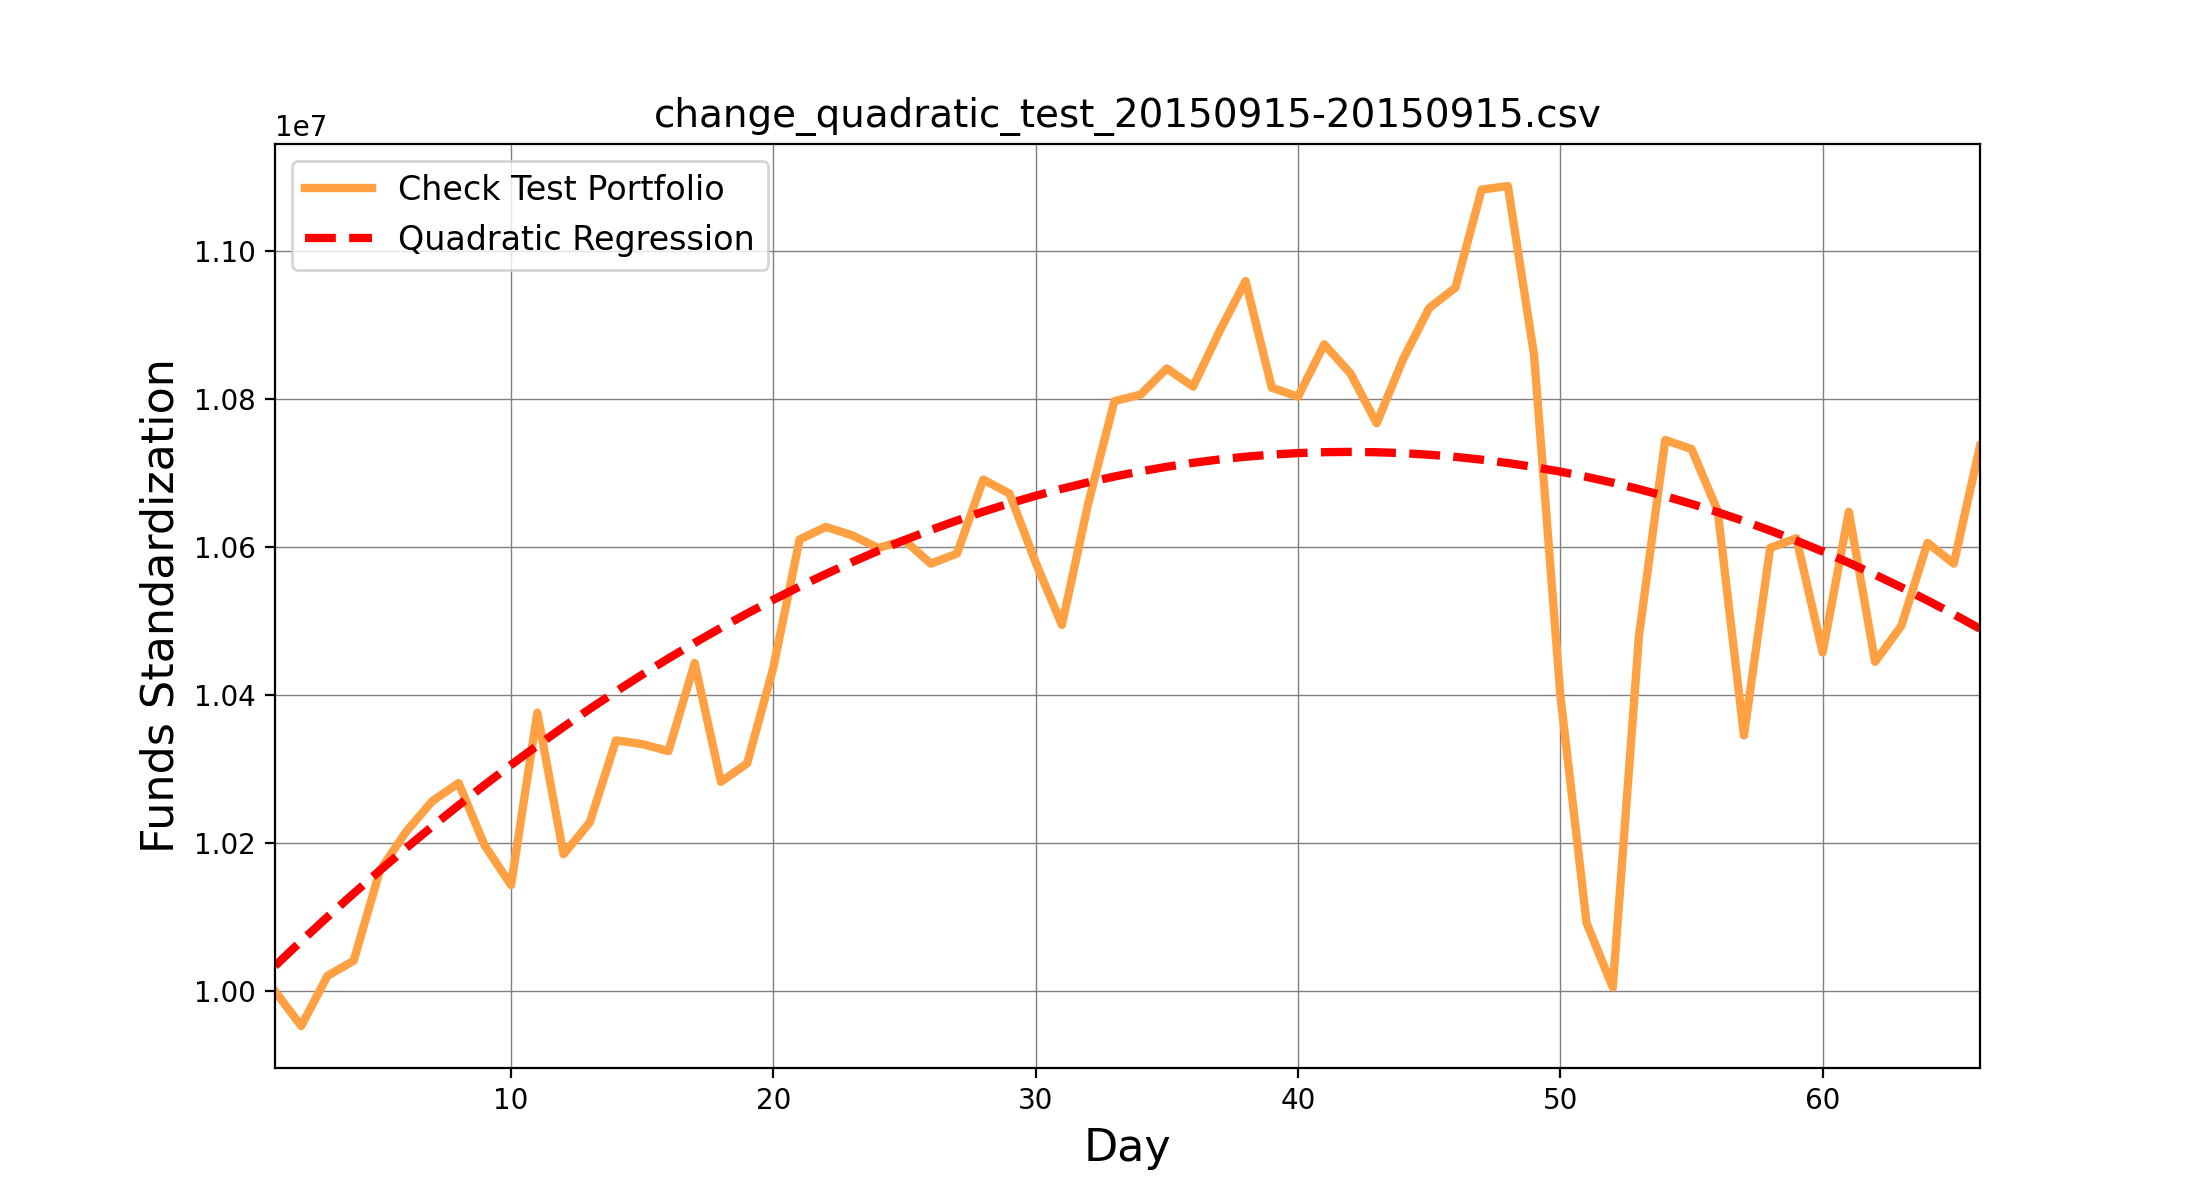 change_quadratic_test_20150915-20150915.csv
1e7
Check Test Portfolio
Quadratic Regression
Funds Standardization
1.10
1.08
1.06
1.04
1.02
1.00
10 20 30 40 50 60
Day